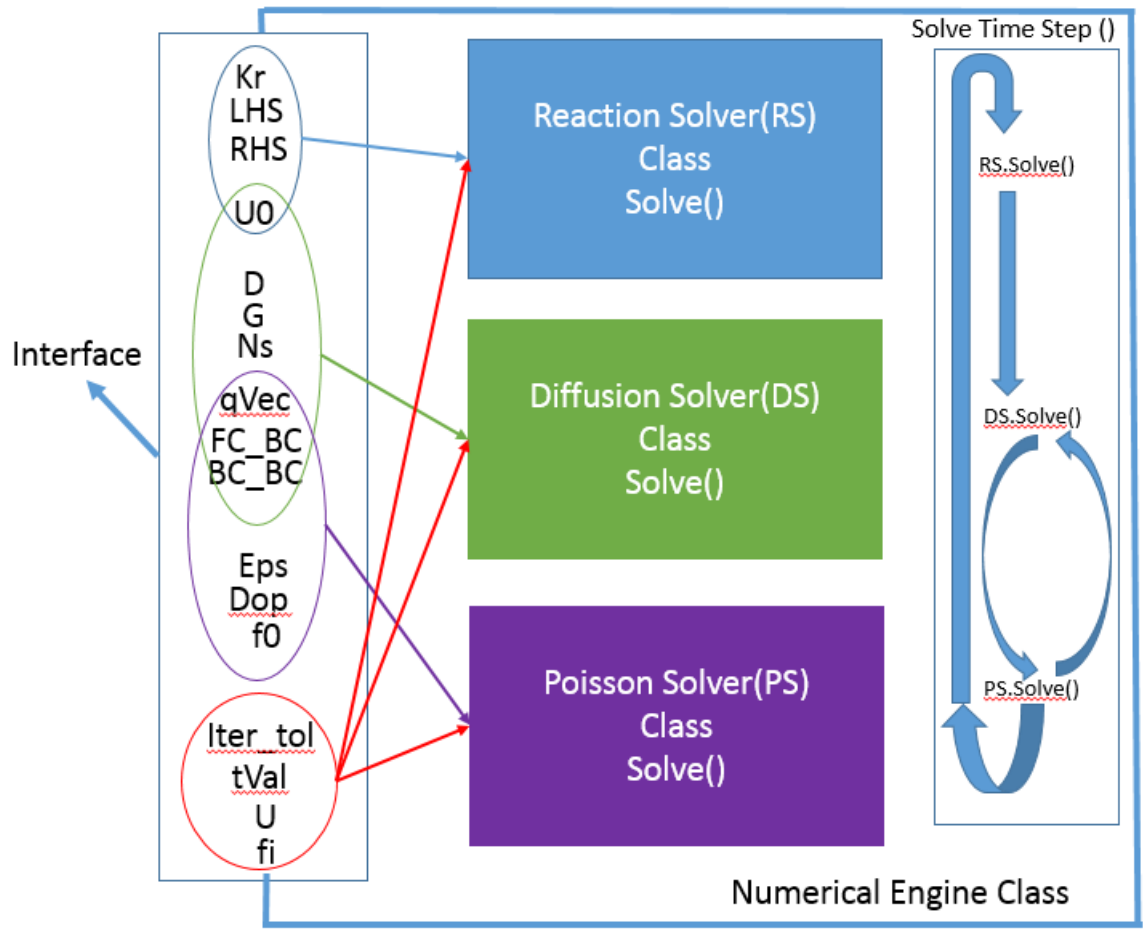 Solve Time Step ()
Kr
LHS
RHS
U0
D
G
Ns
qVec
FC_BC
BC_BC
Eps
Dop
f0
Iter_tol
tVal
U
fi
Interface
Reaction Solver(RS)
Class
Solve()
Diffusion Solver(DS)
Class
Solve()
Poisson Solver(PS)
Class
Solve()
RS.Solve()
DS.Solve()
PS.Solve()
Numerical Engine Class